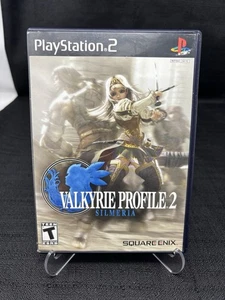 PlayStation 2
VALKYRIE PROFILE 2
SILMERIA
T
SQUARE ENIX